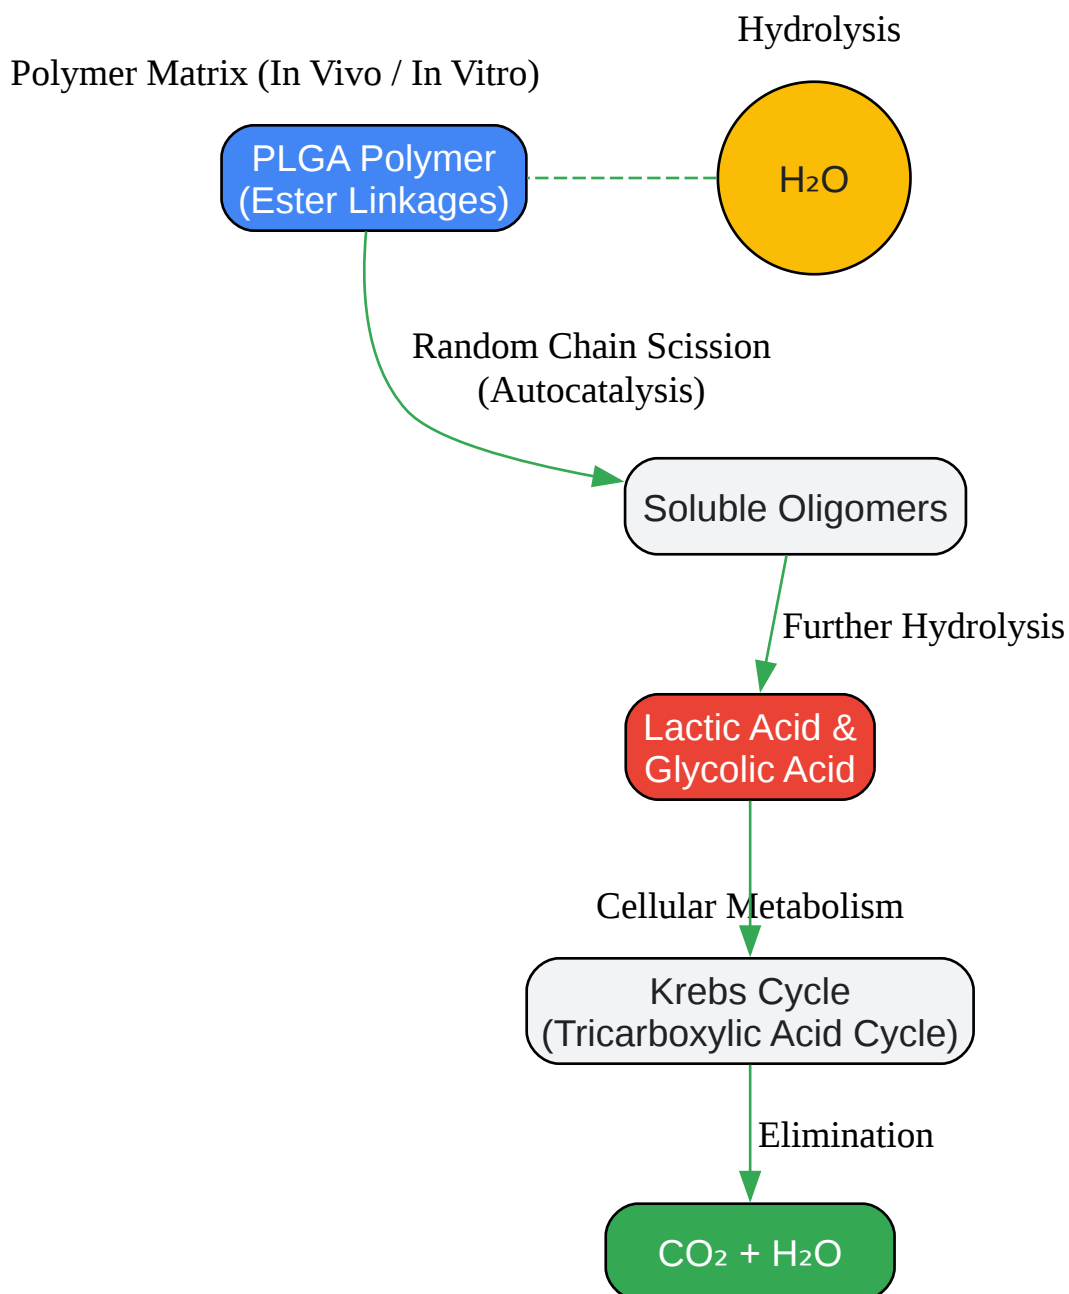 Hydrolysis
Polymer Matrix (In Vivo / In Vitro)
PLGA Polymer
(Ester Linkages)
H₂O
Random Chain Scission
(Autocatalysis)
Soluble Oligomers
Further Hydrolysis
Lactic Acid &
Glycolic Acid
Cellular Metabolism
Krebs Cycle
(Tricarboxylic Acid Cycle)
Elimination
CO₂ + H₂O